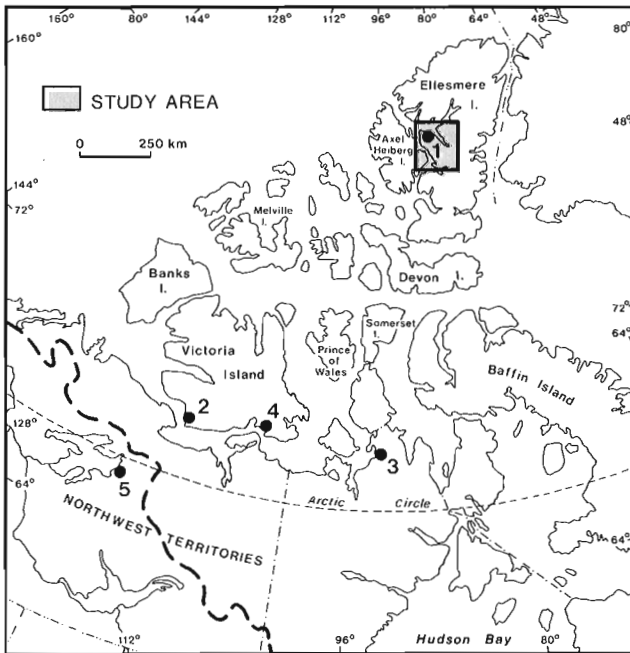 160° 144° 128° 112° 96° 80° 64° 48°
160°
80°
Ellesmere
I.
STUDY AREA
0 250 km
Axel
Heiberg
I.
1
48°
144°
72°
Melville
I.
Banks
I.
Devon I.
72°
64°
Somerset
I.
Victoria
Island
Prince
of
Wales
Baffin Island
2
4
3
128°
64°
5
Arctic Circle
NORTHWEST TERRITORIES
64°
112°
96°
Hudson Bay
80°